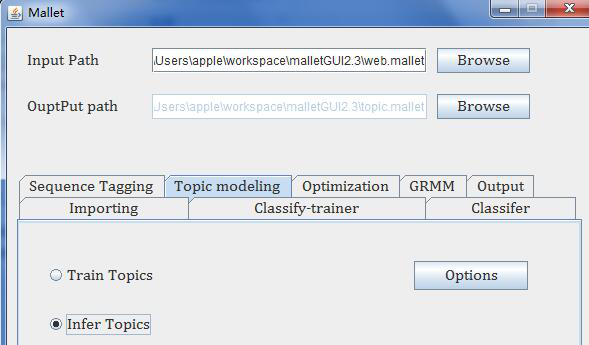 Mallet
Input Path \Users\apple\workspace\malletGUI2.3\web.mallet Browse
OuptPut path Users\apple\workspace\malletGUI2.3\topic.mallet Browse
Sequence Tagging Topic modeling Optimization GRMM Output
Importing Classify-trainer Classifer
Train Topics Options
Infer Topics